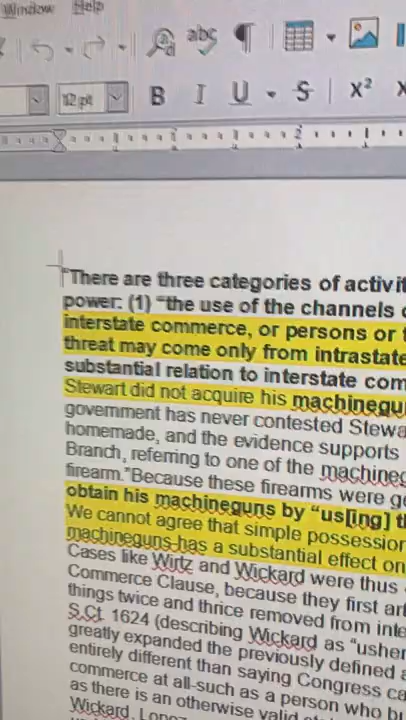 Window Help
abc ¶
12 pt B I U S X²
"There are three categories of activit
power: (1) "the use of the channels
interstate commerce, or persons or
threat may come only from intrastate
substantial relation to interstate com
Stewart did not acquire his machinegu
government has never contested Stewa
homemade, and the evidence supports
Branch, referring to one of the machineg
firearm."Because these firearms were g
obtain his machineguns by "us[ing] t
We cannot agree that simple possession
machineguns-has a substantial effect on
Cases like Wirtz and Wickard were thus
Commerce Clause, because they first ar
things twice and thrice removed from inte
S.Ct. 1624 (describing Wickard as "usher
greatly expanded the previously defined
entirely different than saying Congress ca
commerce at all-such as a person who b
as there is an otherwise valid
Wickard, Lopez